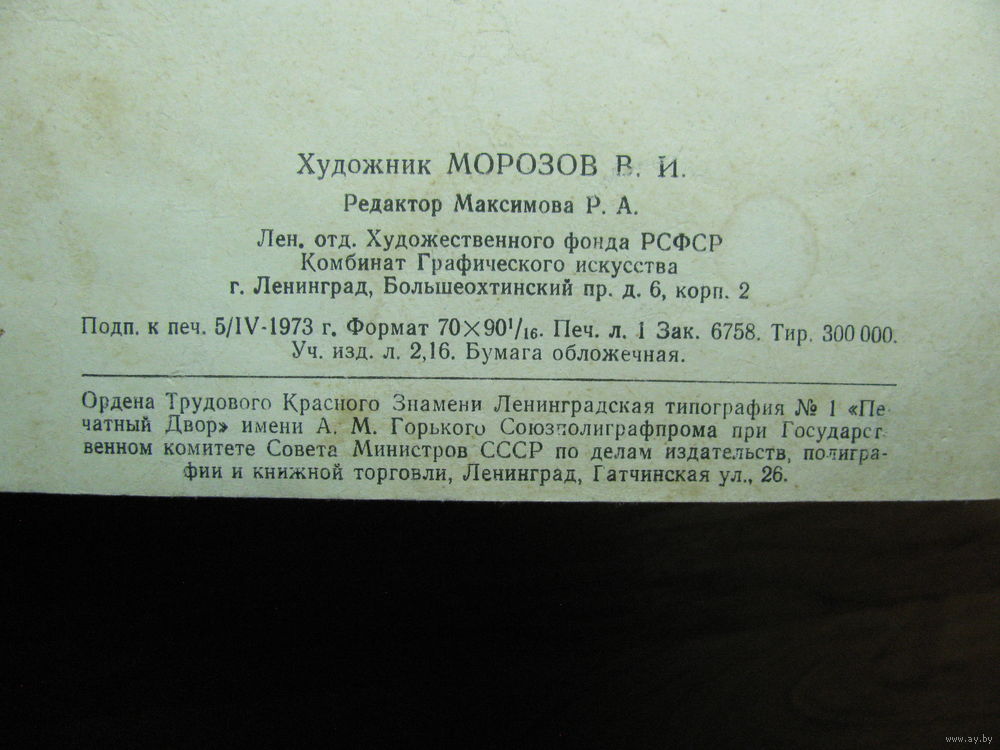 Художник МОРОЗОВ В. И.
Редактор Максимова Р. А.
Лен. отд. Художественного фонда РСФСР
Комбинат Графического искусства
г. Ленинград, Большеохтинский пр. д. 6, корп. 2
Подп. к печ. 5/IV-1973 г. Формат 70×90¹/₁₆. Печ. л. 1 Зак. 6758. Тир. 300 000.
Уч. изд. л. 2,16. Бумага обложечная.
Ордена Трудового Красного Знамени Ленинградская типография № 1 «Пе-
чатный Двор» имени А. М. Горького Союзполиграфпрома при Государст-
венном комитете Совета Министров СССР по делам издательств, полигра-
фии и книжной торговли, Ленинград, Гатчинская ул., 26.
www.ay.by